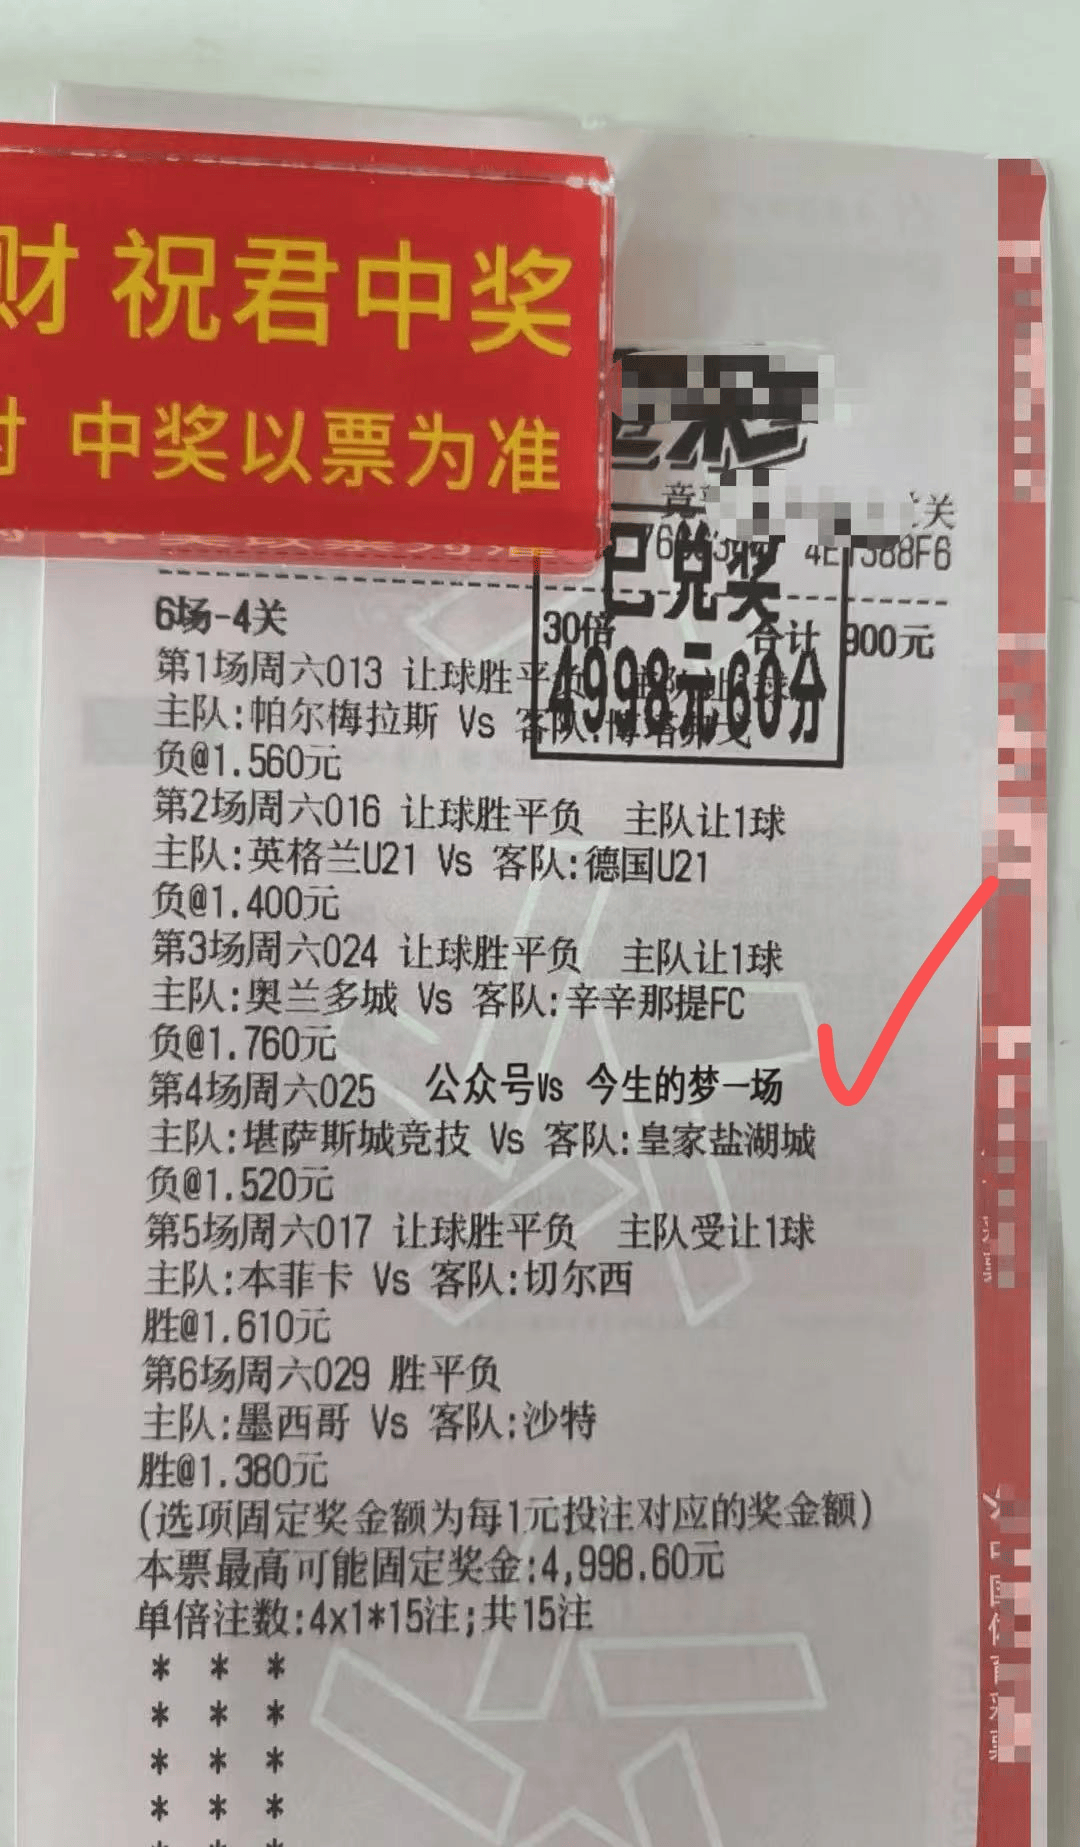 财 祝君中奖
付 中奖以票为准
4E1388F6
已兑奖
6场-4关
30倍 合计 900元
4998元60分
第1场周六013 让球胜平负
主队:帕尔梅拉斯 Vs 客队:博塔弗戈
负@1.560元
第2场周六016 让球胜平负 主队让1球
主队:英格兰U21 Vs 客队:德国U21
负@1.400元
第3场周六024 让球胜平负 主队让1球
主队:奥兰多城 Vs 客队:辛辛那提FC
负@1.760元
第4场周六025 公众号Vs 今生的梦一场
主队:堪萨斯城竞技 Vs 客队:皇家盐湖城
负@1.520元
第5场周六017 让球胜平负 主队受让1球
主队:本菲卡 Vs 客队:切尔西
胜@1.610元
第6场周六029 胜平负
主队:墨西哥 Vs 客队:沙特
胜@1.380元
(选项固定奖金额为每1元投注对应的奖金额)
本票最高可能固定奖金:4,998.60元
单倍注数:4x1*15注;共15注
* * *
* * *
* * *
* * *
* * *